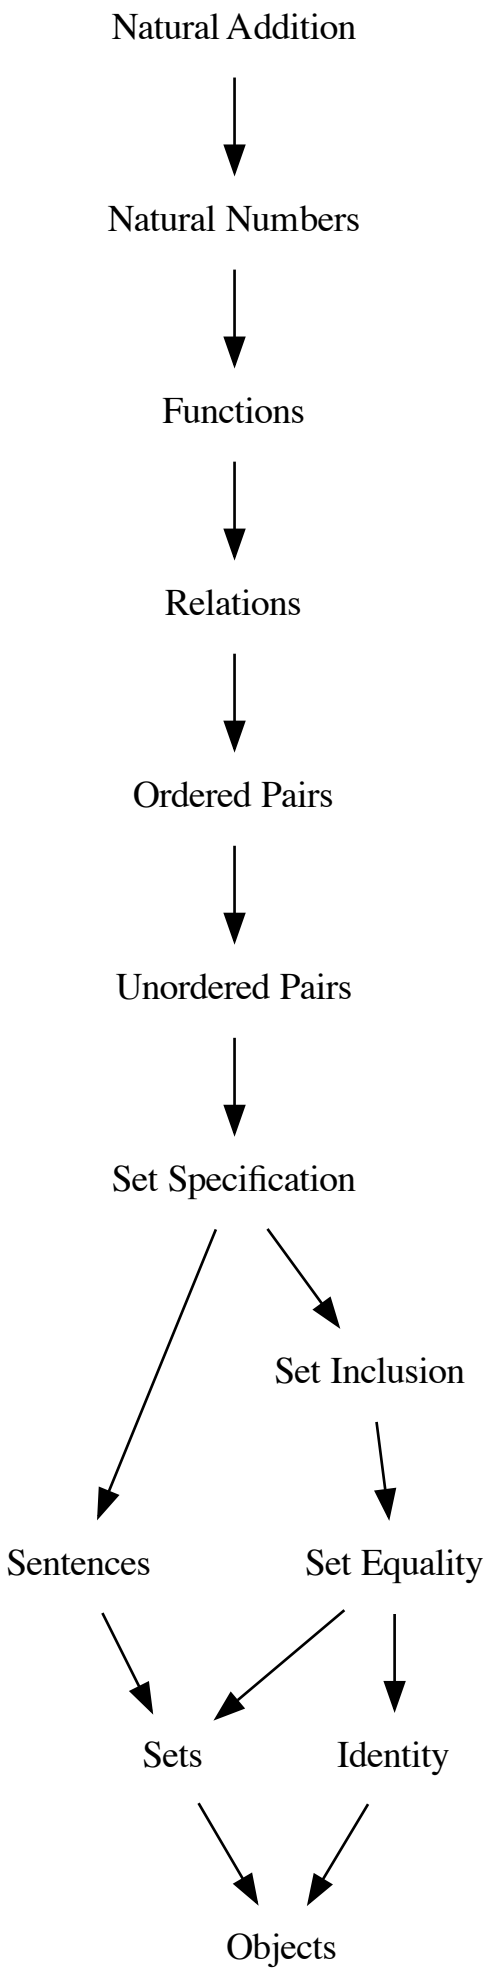 Natural Addition
Natural Numbers
Functions
Relations
Ordered Pairs
Unordered Pairs
Set Specification
Set Inclusion
Sentences
Set Equality
Sets
Identity
Objects